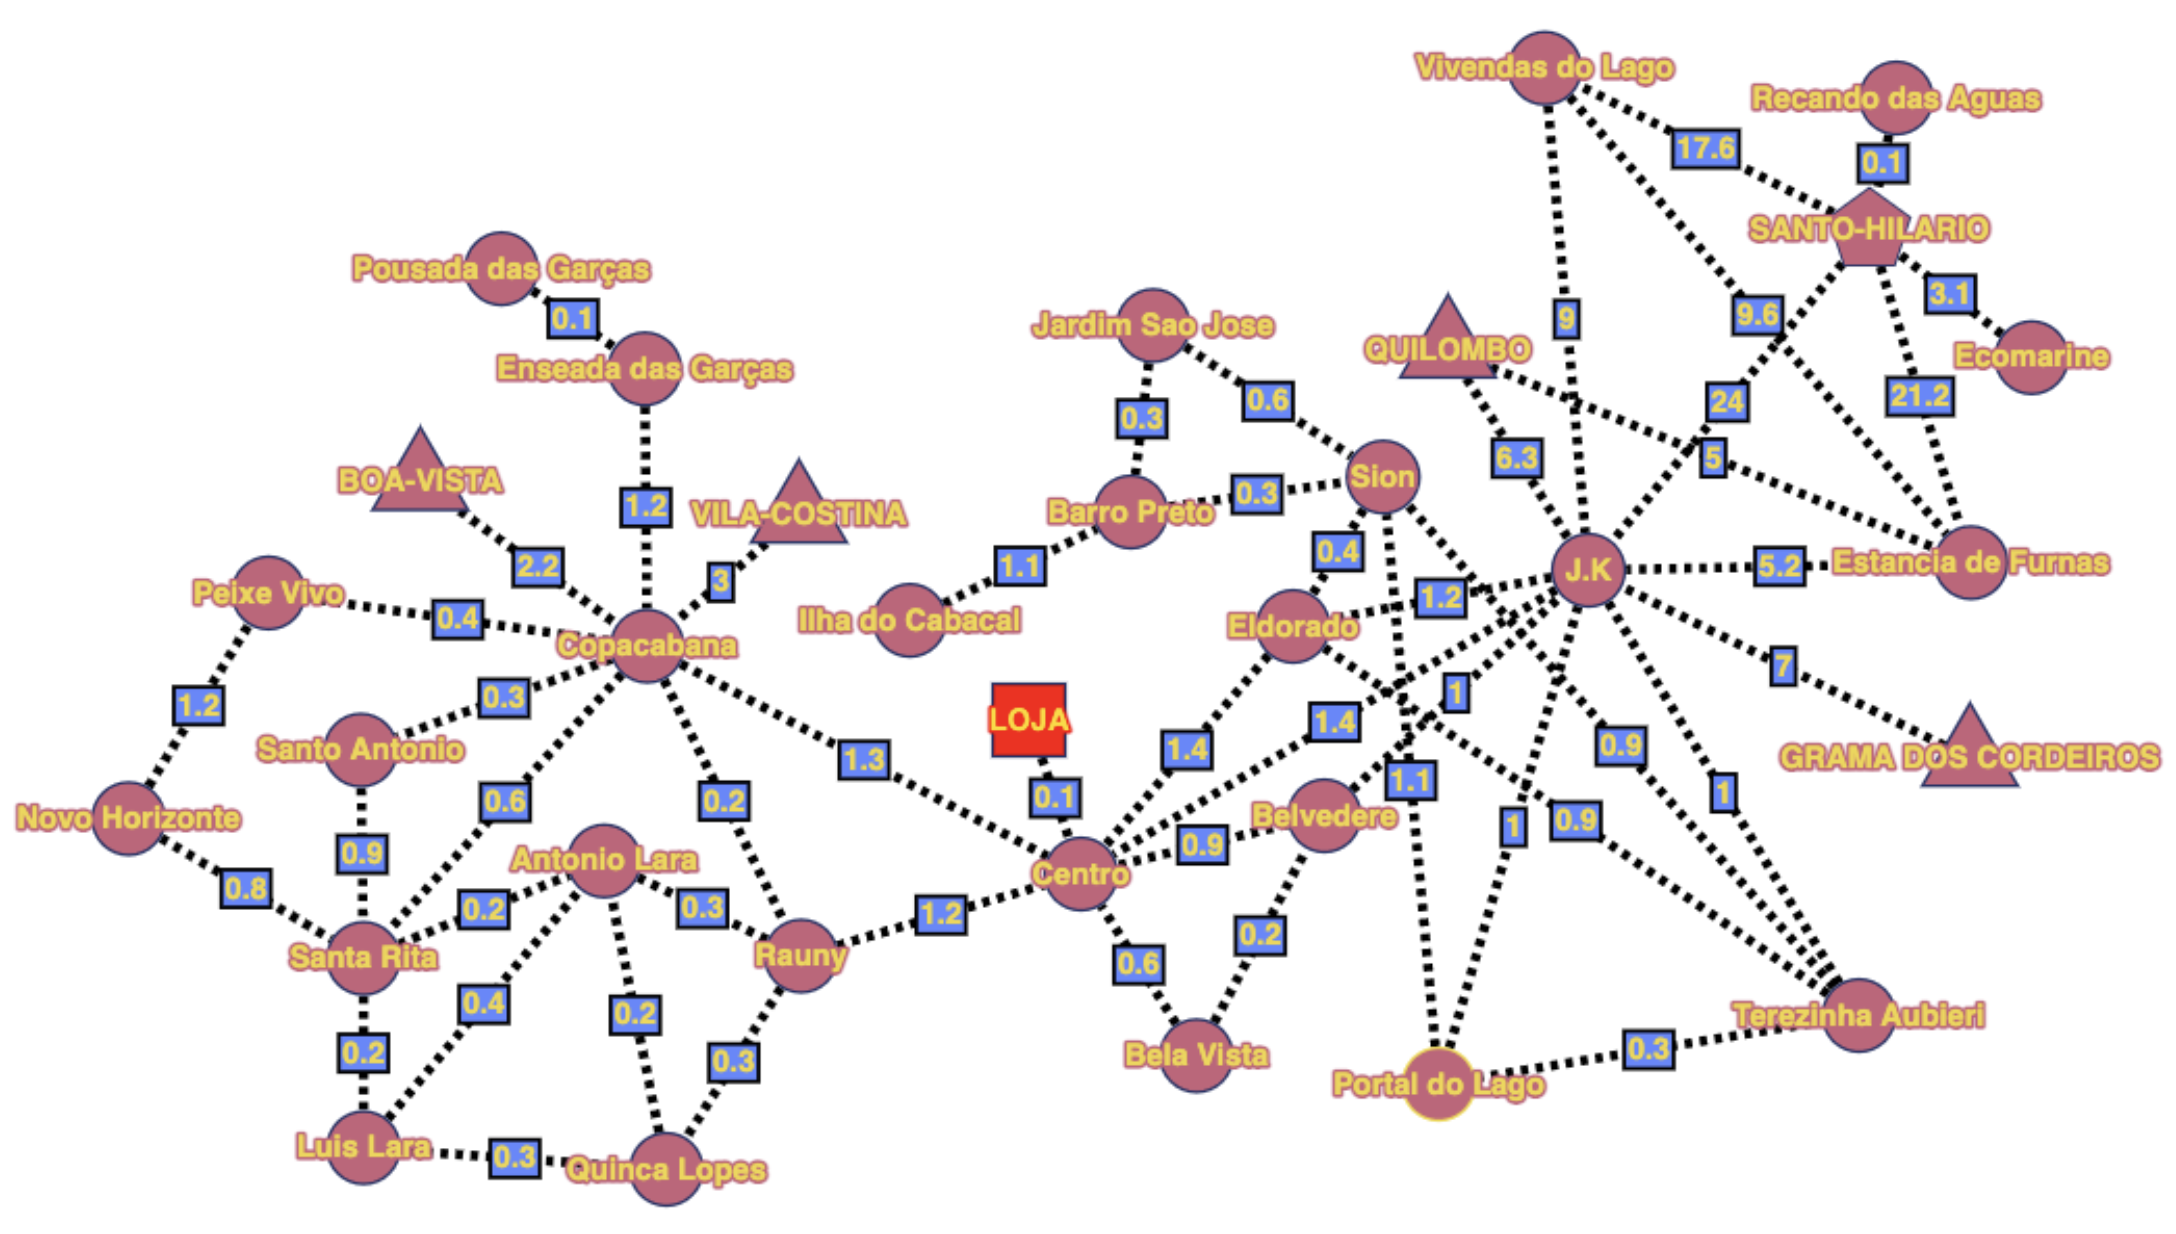 Vivendas do Lago
Recando das Aguas
17.6
0.1
SANTO-HILARIO
Pousada das Garças
0.1
3.1
9
9.6
Jardim Sao Jose
QUILOMBO
Ecomarine
Enseada das Garças
24
21.2
0.6
0.3
6.3
5
BOA-VISTA
Sion
0.3
1.2
VILA-COSTINA
Barro Preto
0.4
2.2
3
1.1
J.K
5.2
Estancia de Furnas
Peixe Vivo
0.4
Ilha do Cabacal
Eldorado
1.2
Copacabana
7
1
0.3
1.2
LOJA
1.4
1.4
0.9
Santo Antonio
1.3
GRAMA DOS CORDEIROS
1.1
0.6
0.2
0.1
1
Novo Horizonte
Belvedere
1
0.9
0.9
0.9
Antonio Lara
Centro
0.8
0.2
0.3
1.2
0.2
Santa Rita
Rauny
0.6
0.4
0.2
Terezinha Aubieri
0.2
0.3
Bela Vista
0.3
Portal do Lago
Luis Lara
0.3
Quinca Lopes